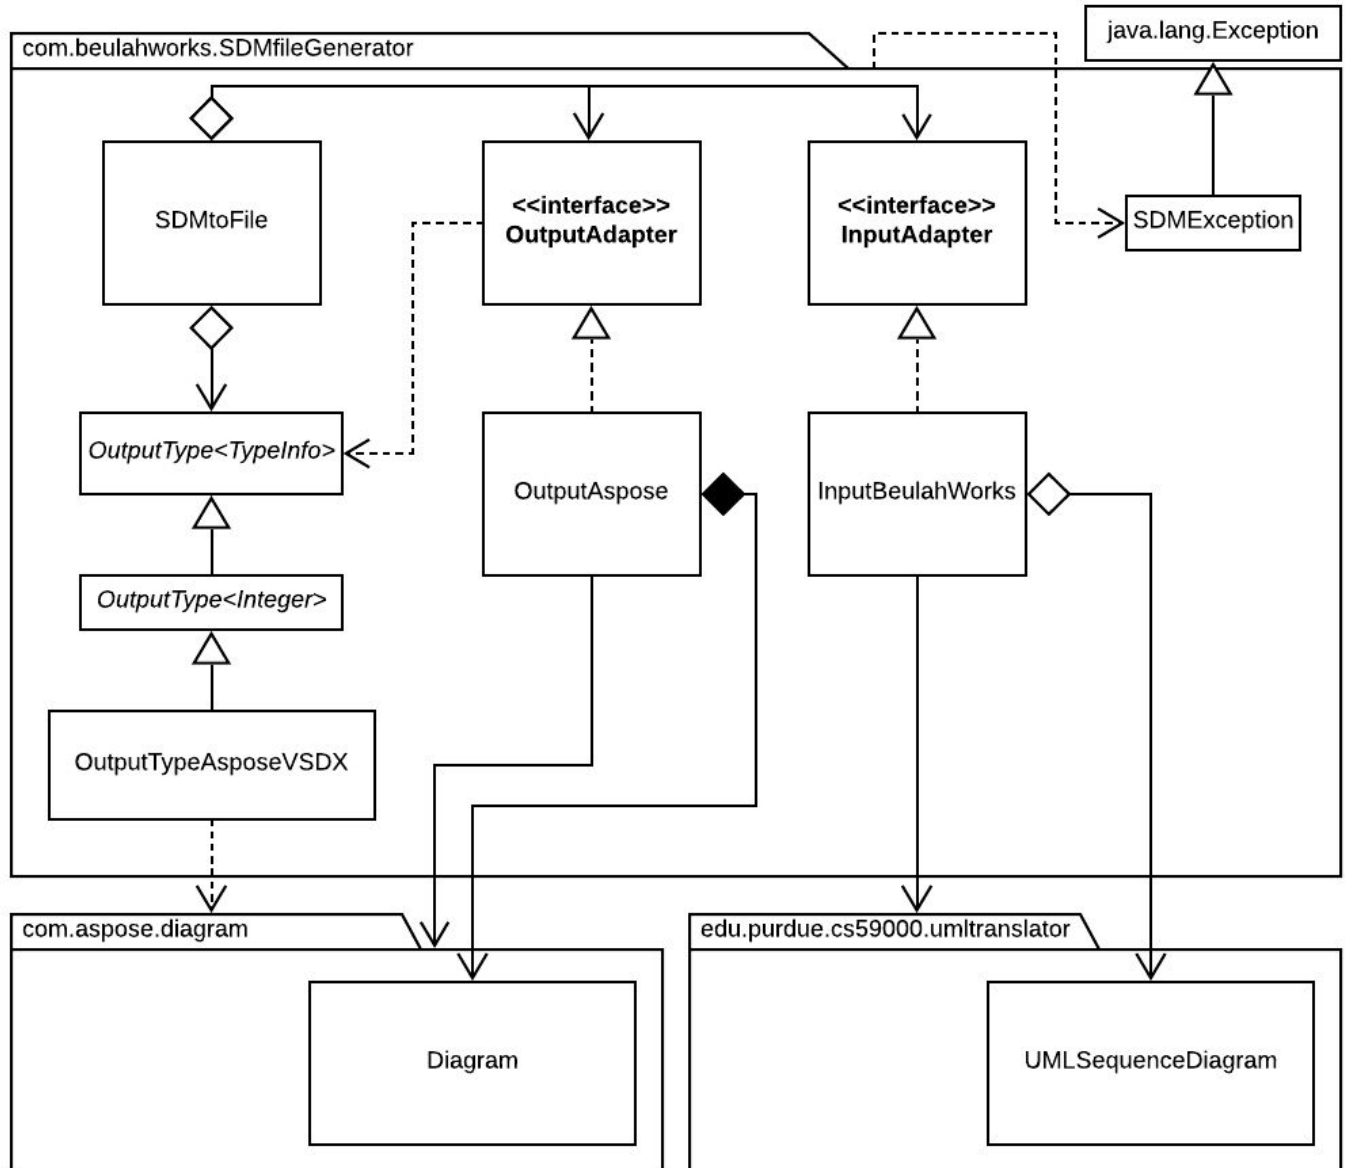 java.lang.Exception
com.beulahworks.SDMfileGenerator
SDMtoFile
<<interface>>
OutputAdapter
<<interface>>
InputAdapter
SDMException
OutputType<TypeInfo>
OutputAspose
InputBeulahWorks
OutputType<Integer>
OutputTypeAsposeVSDX
com.aspose.diagram
edu.purdue.cs59000.umltranslator
Diagram
UMLSequenceDiagram